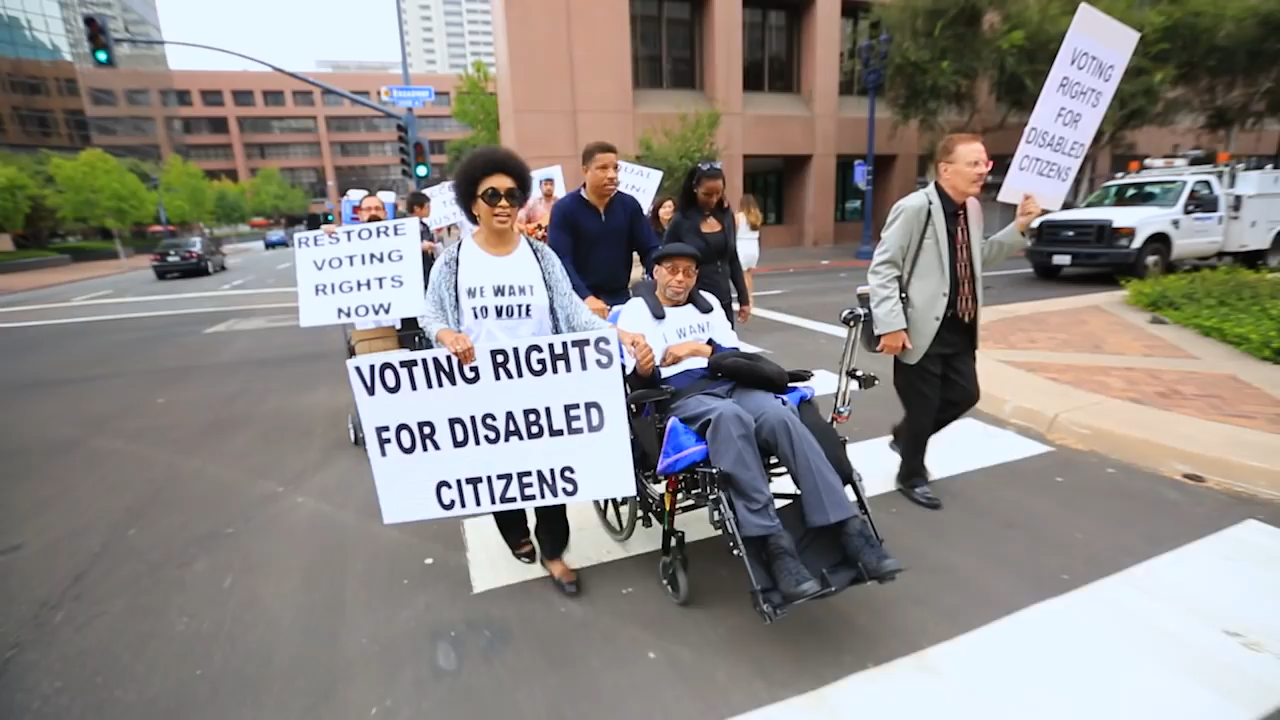 BROADWAY
RESTORE
VOTING
RIGHTS
NOW
WE WANT
TO VOTE
I WANT
VOTING RIGHTS
FOR DISABLED
CITIZENS
VOTING
RIGHTS
FOR
DISABLED
CITIZENS